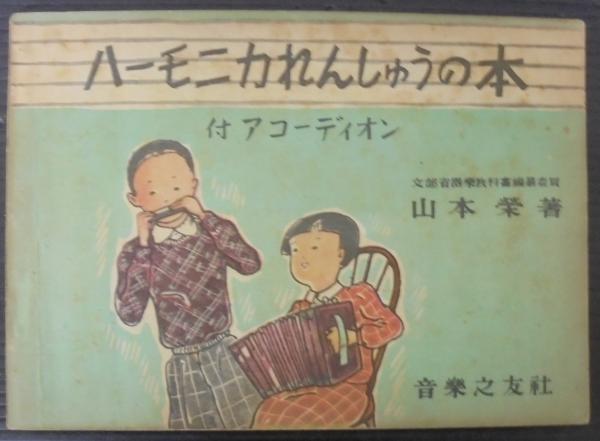 ハーモニカれんしゅうの本
付 アコーディオン
文部省器樂教科書編纂委員
山本 栄著
音樂之友社